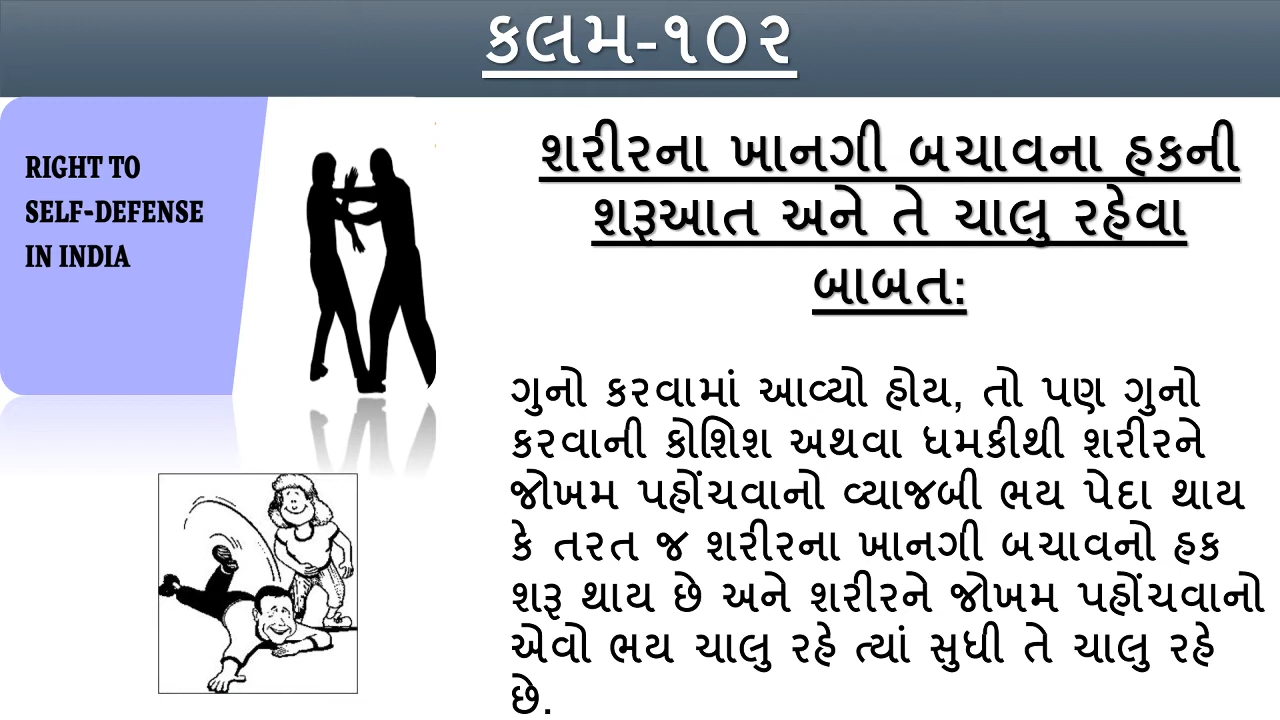 કલમ-૧૦૨
RIGHT TO
SELF-DEFENSE
IN INDIA
શરીરના ખાનગી બચાવના હકની
શરૂઆત અને તે ચાલુ રહેવા
બાબત:
ગુનો કરવામાં આવ્યો હોય, તો પણ ગુનો
કરવાની કોશિશ અથવા ધમકીથી શરીરને
જોખમ પહોંચવાનો વ્યાજબી ભય પેદા થાય
કે તરત જ શરીરના ખાનગી બચાવનો હક
શરૂ થાય છે અને શરીરને જોખમ પહોંચવાનો
એવો ભય ચાલુ રહે ત્યાં સુધી તે ચાલુ રહે
છે.